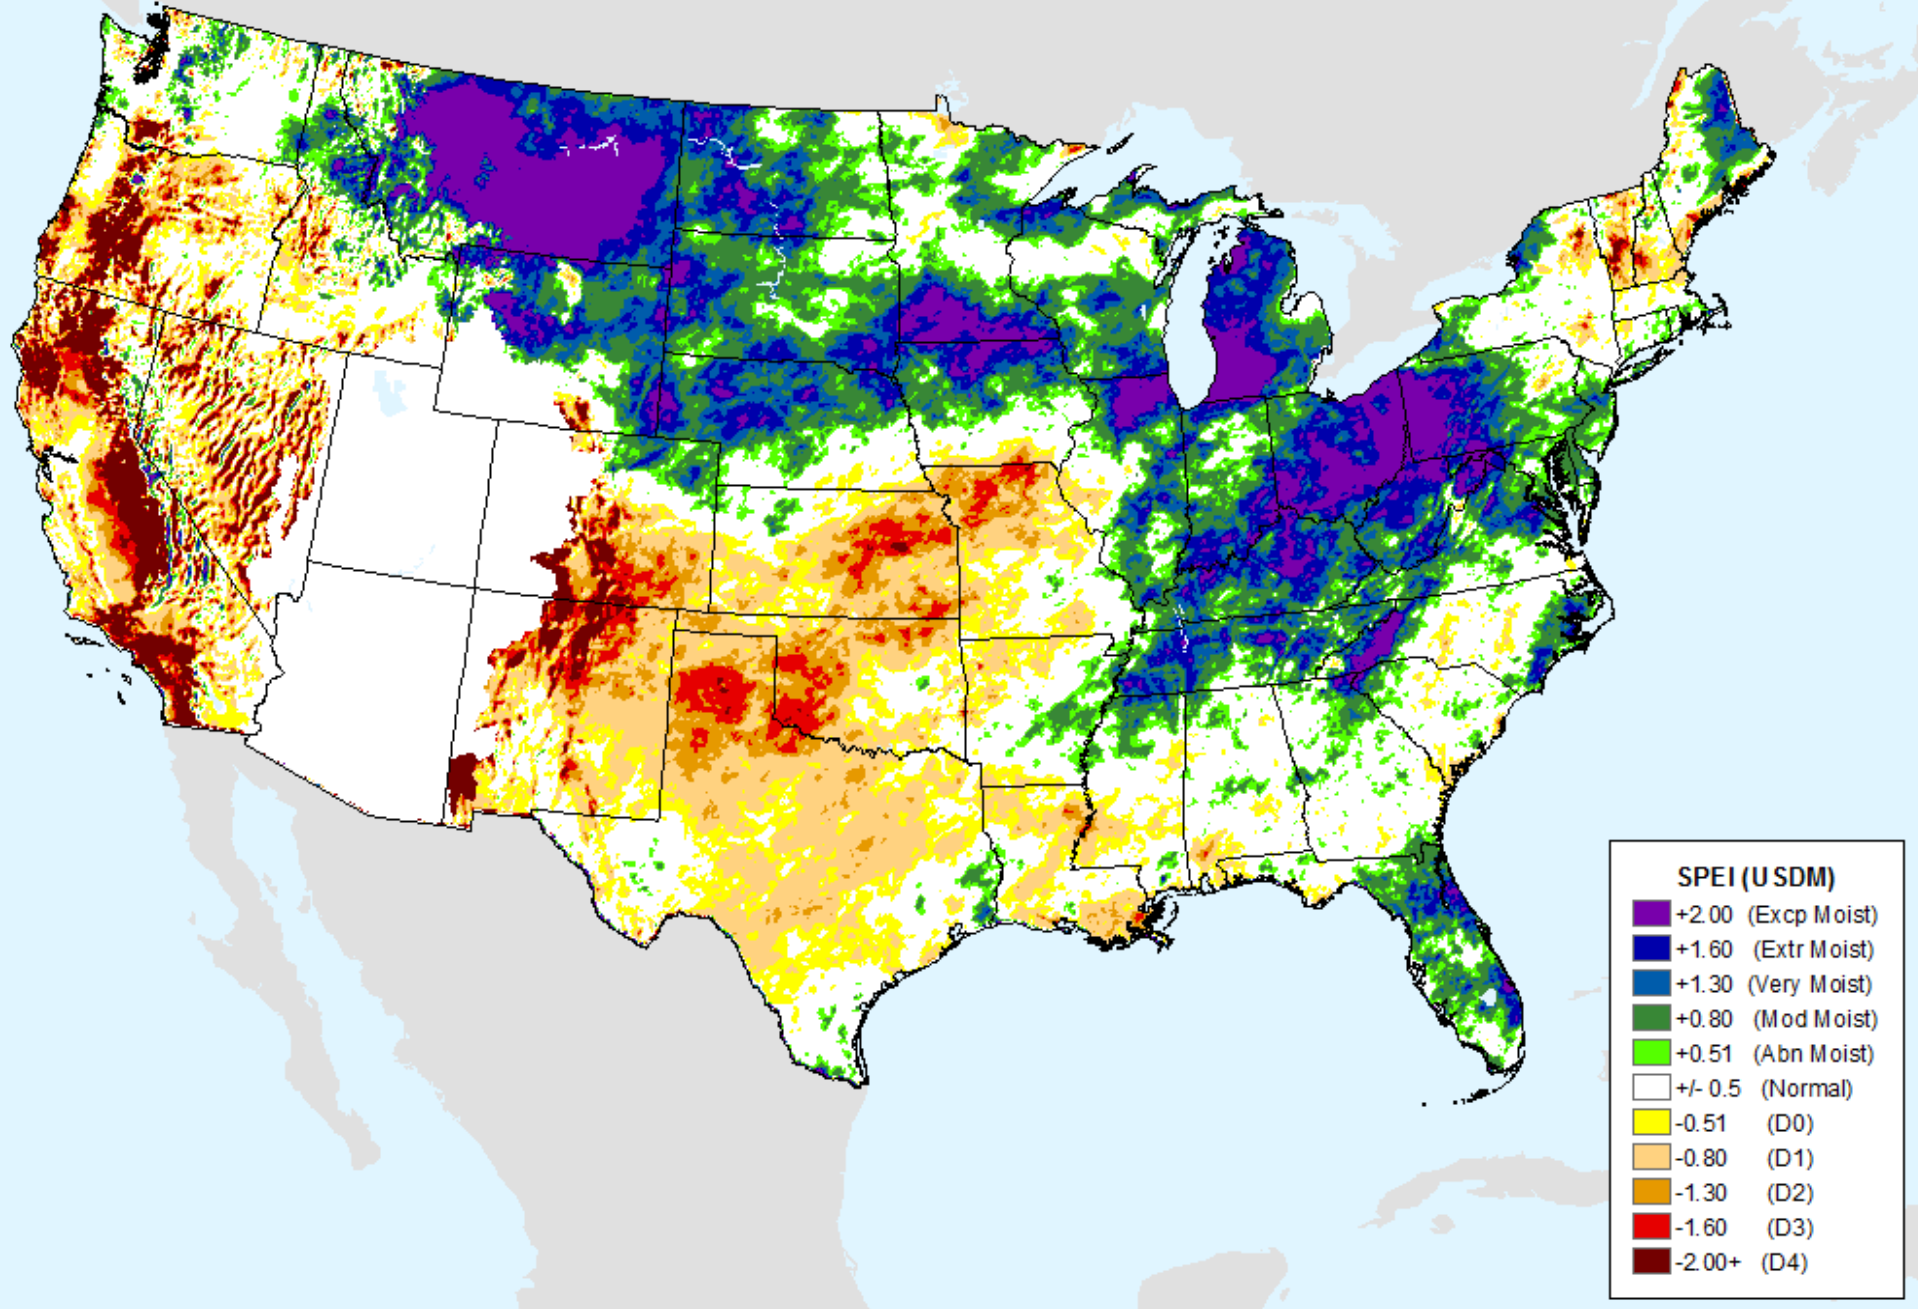 SPEI (USDM)
+2.00 (Excp Moist)
+1.60 (Extr Moist)
+1.30 (Very Moist)
+0.80 (Mod Moist)
+0.51 (Abn Moist)
+/- 0.5 (Normal)
-0.51 (D0)
-0.80 (D1)
-1.30 (D2)
-1.60 (D3)
-2.00+ (D4)